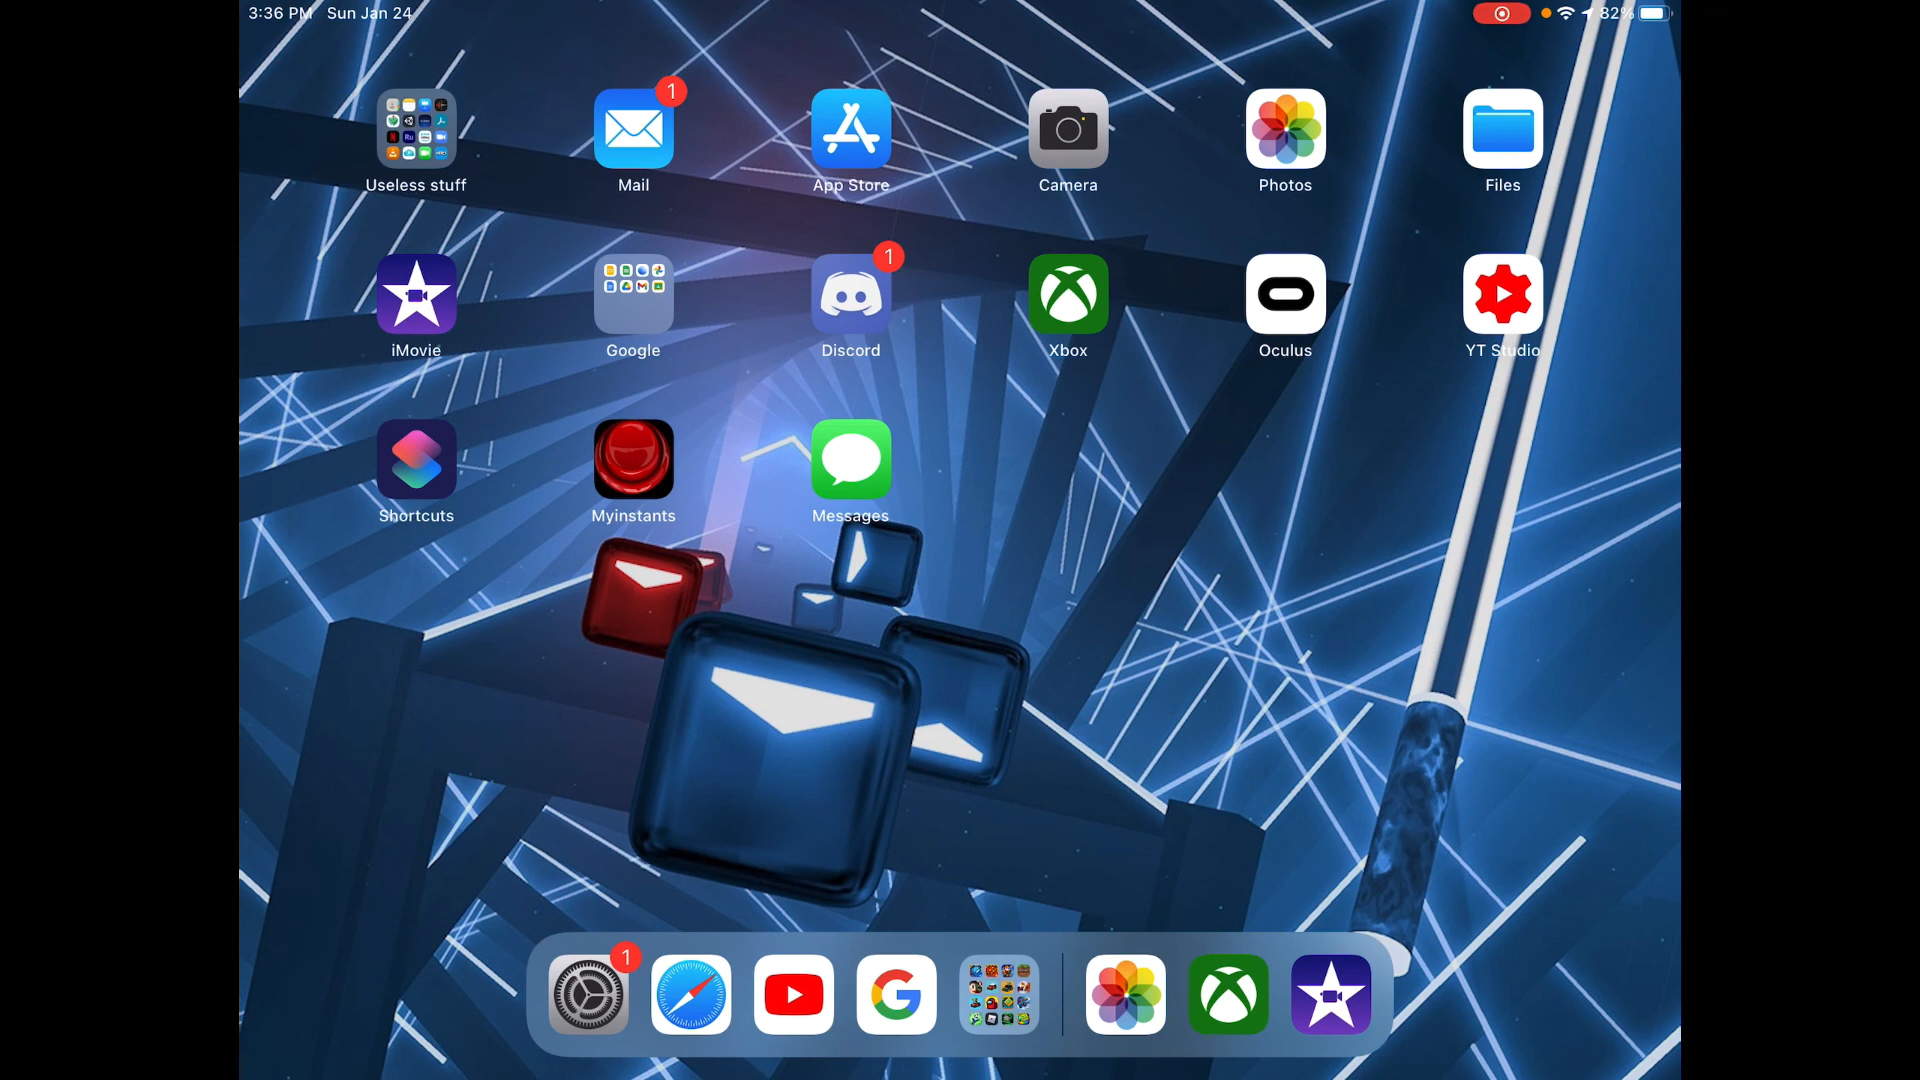 3:36 PM Sun Jan 24 82%
1
Useless stuff Mail App Store Camera Photos Files
1
iMovie Google Discord Xbox Oculus YT Studio
Shortcuts Myinstants Messages
1